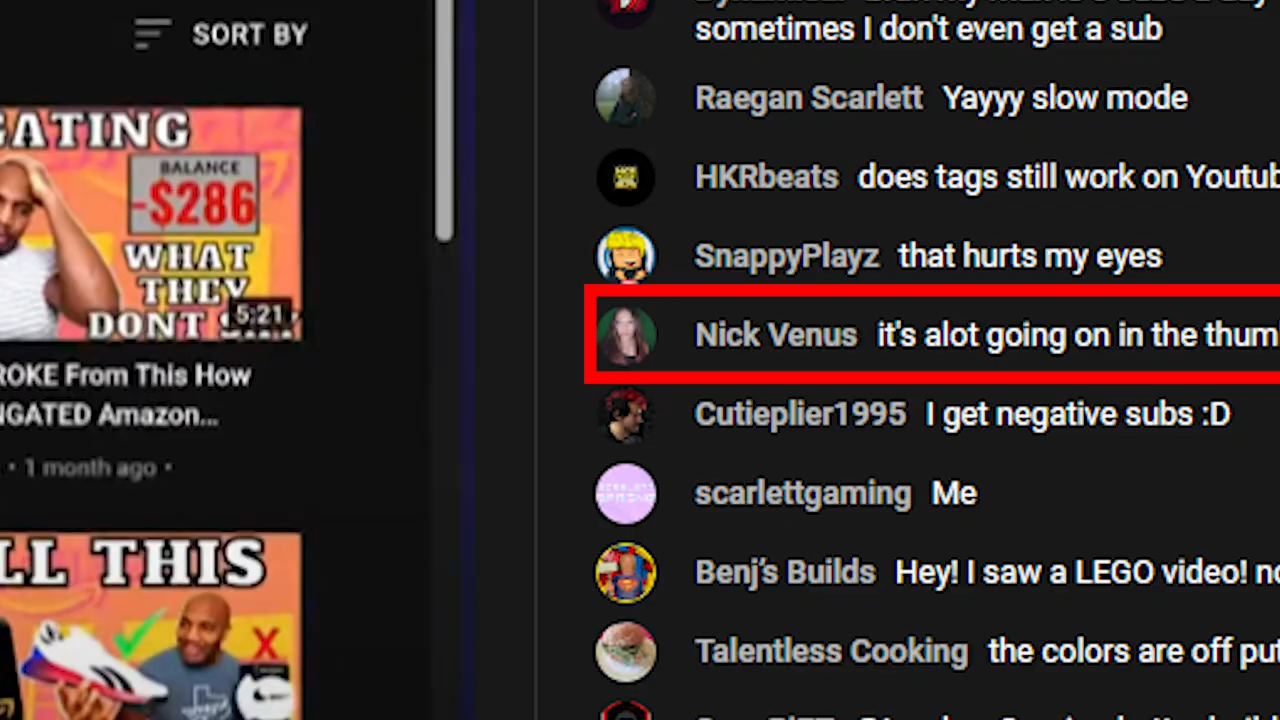 SORT BY
GATING
BALANCE
-$286
WHAT
THEY
DONT
5:21
ROKE From This How
NGATED Amazon...
• 1 month ago •
LL THIS
X
sometimes I don't even get a sub
Raegan Scarlett Yayyy slow mode
HKRbeats does tags still work on Youtub
SnappyPlayz that hurts my eyes
Nick Venus it's alot going on in the thum
Cutieplier1995 I get negative subs :D
scarlettgaming Me
Benj's Builds Hey! I saw a LEGO video! no
Talentless Cooking the colors are off put